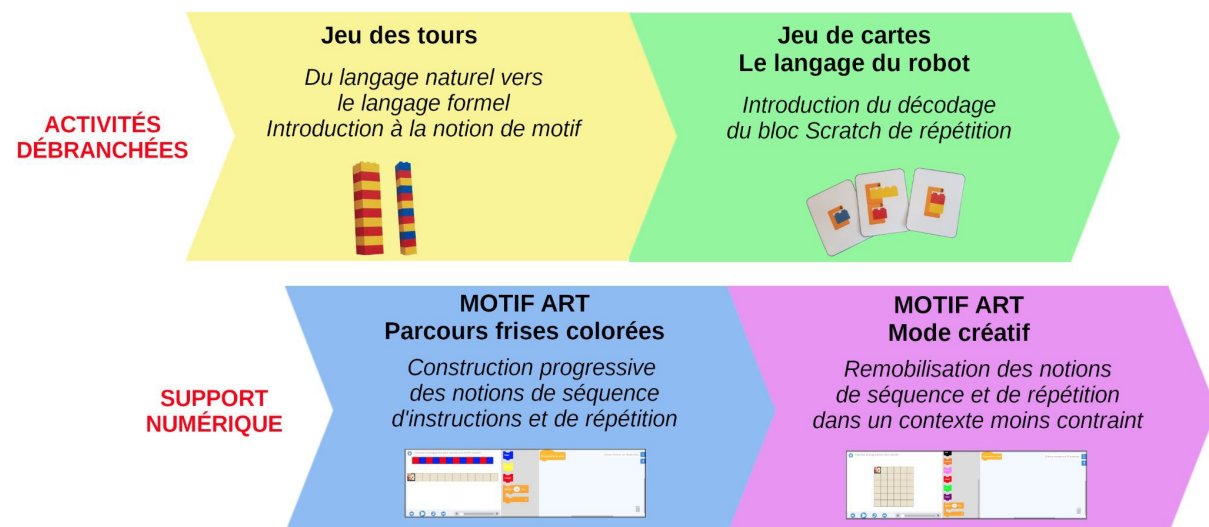 ACTIVITÉS
DÉBRANCHÉES
Jeu des tours
Du langage naturel vers
le langage formel
Introduction à la notion de motif
Jeu de cartes
Le langage du robot
Introduction du décodage
du bloc Scratch de répétition
SUPPORT
NUMÉRIQUE
MOTIF ART
Parcours frises colorées
Construction progressive
des notions de séquence
d'instructions et de répétition
MOTIF ART
Mode créatif
Remobilisation des notions
de séquence et de répétition
dans un contexte moins contraint